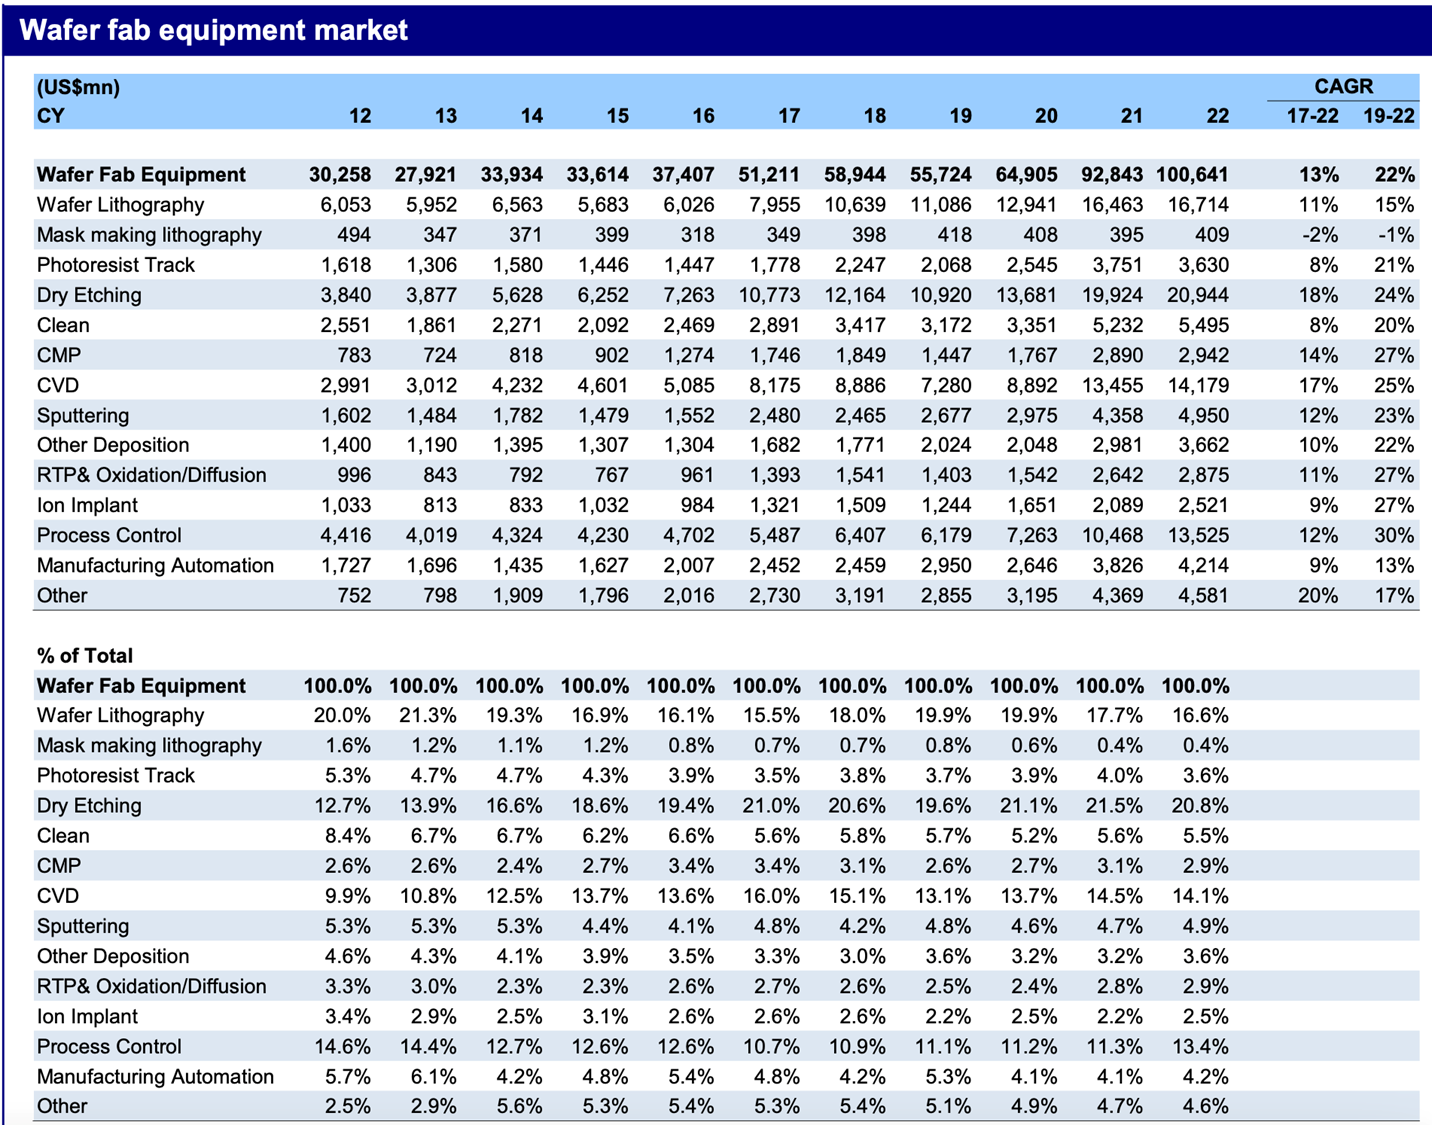 Wafer fab equipment market
(US$mn) CAGR
CY 12 13 14 15 16 17 18 19 20 21 22 17-22 19-22
Wafer Fab Equipment 30,258 27,921 33,934 33,614 37,407 51,211 58,944 55,724 64,905 92,843 100,641 13% 22%
Wafer Lithography 6,053 5,952 6,563 5,683 6,026 7,955 10,639 11,086 12,941 16,463 16,714 11% 15%
Mask making lithography 494 347 371 399 318 349 398 418 408 395 409 -2% -1%
Photoresist Track 1,618 1,306 1,580 1,446 1,447 1,778 2,247 2,068 2,545 3,751 3,630 8% 21%
Dry Etching 3,840 3,877 5,628 6,252 7,263 10,773 12,164 10,920 13,681 19,924 20,944 18% 24%
Clean 2,551 1,861 2,271 2,092 2,469 2,891 3,417 3,172 3,351 5,232 5,495 8% 20%
CMP 783 724 818 902 1,274 1,746 1,849 1,447 1,767 2,890 2,942 14% 27%
CVD 2,991 3,012 4,232 4,601 5,085 8,175 8,886 7,280 8,892 13,455 14,179 17% 25%
Sputtering 1,602 1,484 1,782 1,479 1,552 2,480 2,465 2,677 2,975 4,358 4,950 12% 23%
Other Deposition 1,400 1,190 1,395 1,307 1,304 1,682 1,771 2,024 2,048 2,981 3,662 10% 22%
RTP& Oxidation/Diffusion 996 843 792 767 961 1,393 1,541 1,403 1,542 2,642 2,875 11% 27%
Ion Implant 1,033 813 833 1,032 984 1,321 1,509 1,244 1,651 2,089 2,521 9% 27%
Process Control 4,416 4,019 4,324 4,230 4,702 5,487 6,407 6,179 7,263 10,468 13,525 12% 30%
Manufacturing Automation 1,727 1,696 1,435 1,627 2,007 2,452 2,459 2,950 2,646 3,826 4,214 9% 13%
Other 752 798 1,909 1,796 2,016 2,730 3,191 2,855 3,195 4,369 4,581 20% 17%
% of Total
Wafer Fab Equipment 100.0% 100.0% 100.0% 100.0% 100.0% 100.0% 100.0% 100.0% 100.0% 100.0% 100.0%
Wafer Lithography 20.0% 21.3% 19.3% 16.9% 16.1% 15.5% 18.0% 19.9% 19.9% 17.7% 16.6%
Mask making lithography 1.6% 1.2% 1.1% 1.2% 0.8% 0.7% 0.7% 0.8% 0.6% 0.4% 0.4%
Photoresist Track 5.3% 4.7% 4.7% 4.3% 3.9% 3.5% 3.8% 3.7% 3.9% 4.0% 3.6%
Dry Etching 12.7% 13.9% 16.6% 18.6% 19.4% 21.0% 20.6% 19.6% 21.1% 21.5% 20.8%
Clean 8.4% 6.7% 6.7% 6.2% 6.6% 5.6% 5.8% 5.7% 5.2% 5.6% 5.5%
CMP 2.6% 2.6% 2.4% 2.7% 3.4% 3.4% 3.1% 2.6% 2.7% 3.1% 2.9%
CVD 9.9% 10.8% 12.5% 13.7% 13.6% 16.0% 15.1% 13.1% 13.7% 14.5% 14.1%
Sputtering 5.3% 5.3% 5.3% 4.4% 4.1% 4.8% 4.2% 4.8% 4.6% 4.7% 4.9%
Other Deposition 4.6% 4.3% 4.1% 3.9% 3.5% 3.3% 3.0% 3.6% 3.2% 3.2% 3.6%
RTP& Oxidation/Diffusion 3.3% 3.0% 2.3% 2.3% 2.6% 2.7% 2.6% 2.5% 2.4% 2.8% 2.9%
Ion Implant 3.4% 2.9% 2.5% 3.1% 2.6% 2.6% 2.6% 2.2% 2.5% 2.2% 2.5%
Process Control 14.6% 14.4% 12.7% 12.6% 12.6% 10.7% 10.9% 11.1% 11.2% 11.3% 13.4%
Manufacturing Automation 5.7% 6.1% 4.2% 4.8% 5.4% 4.8% 4.2% 5.3% 4.1% 4.1% 4.2%
Other 2.5% 2.9% 5.6% 5.3% 5.4% 5.3% 5.4% 5.1% 4.9% 4.7% 4.6%